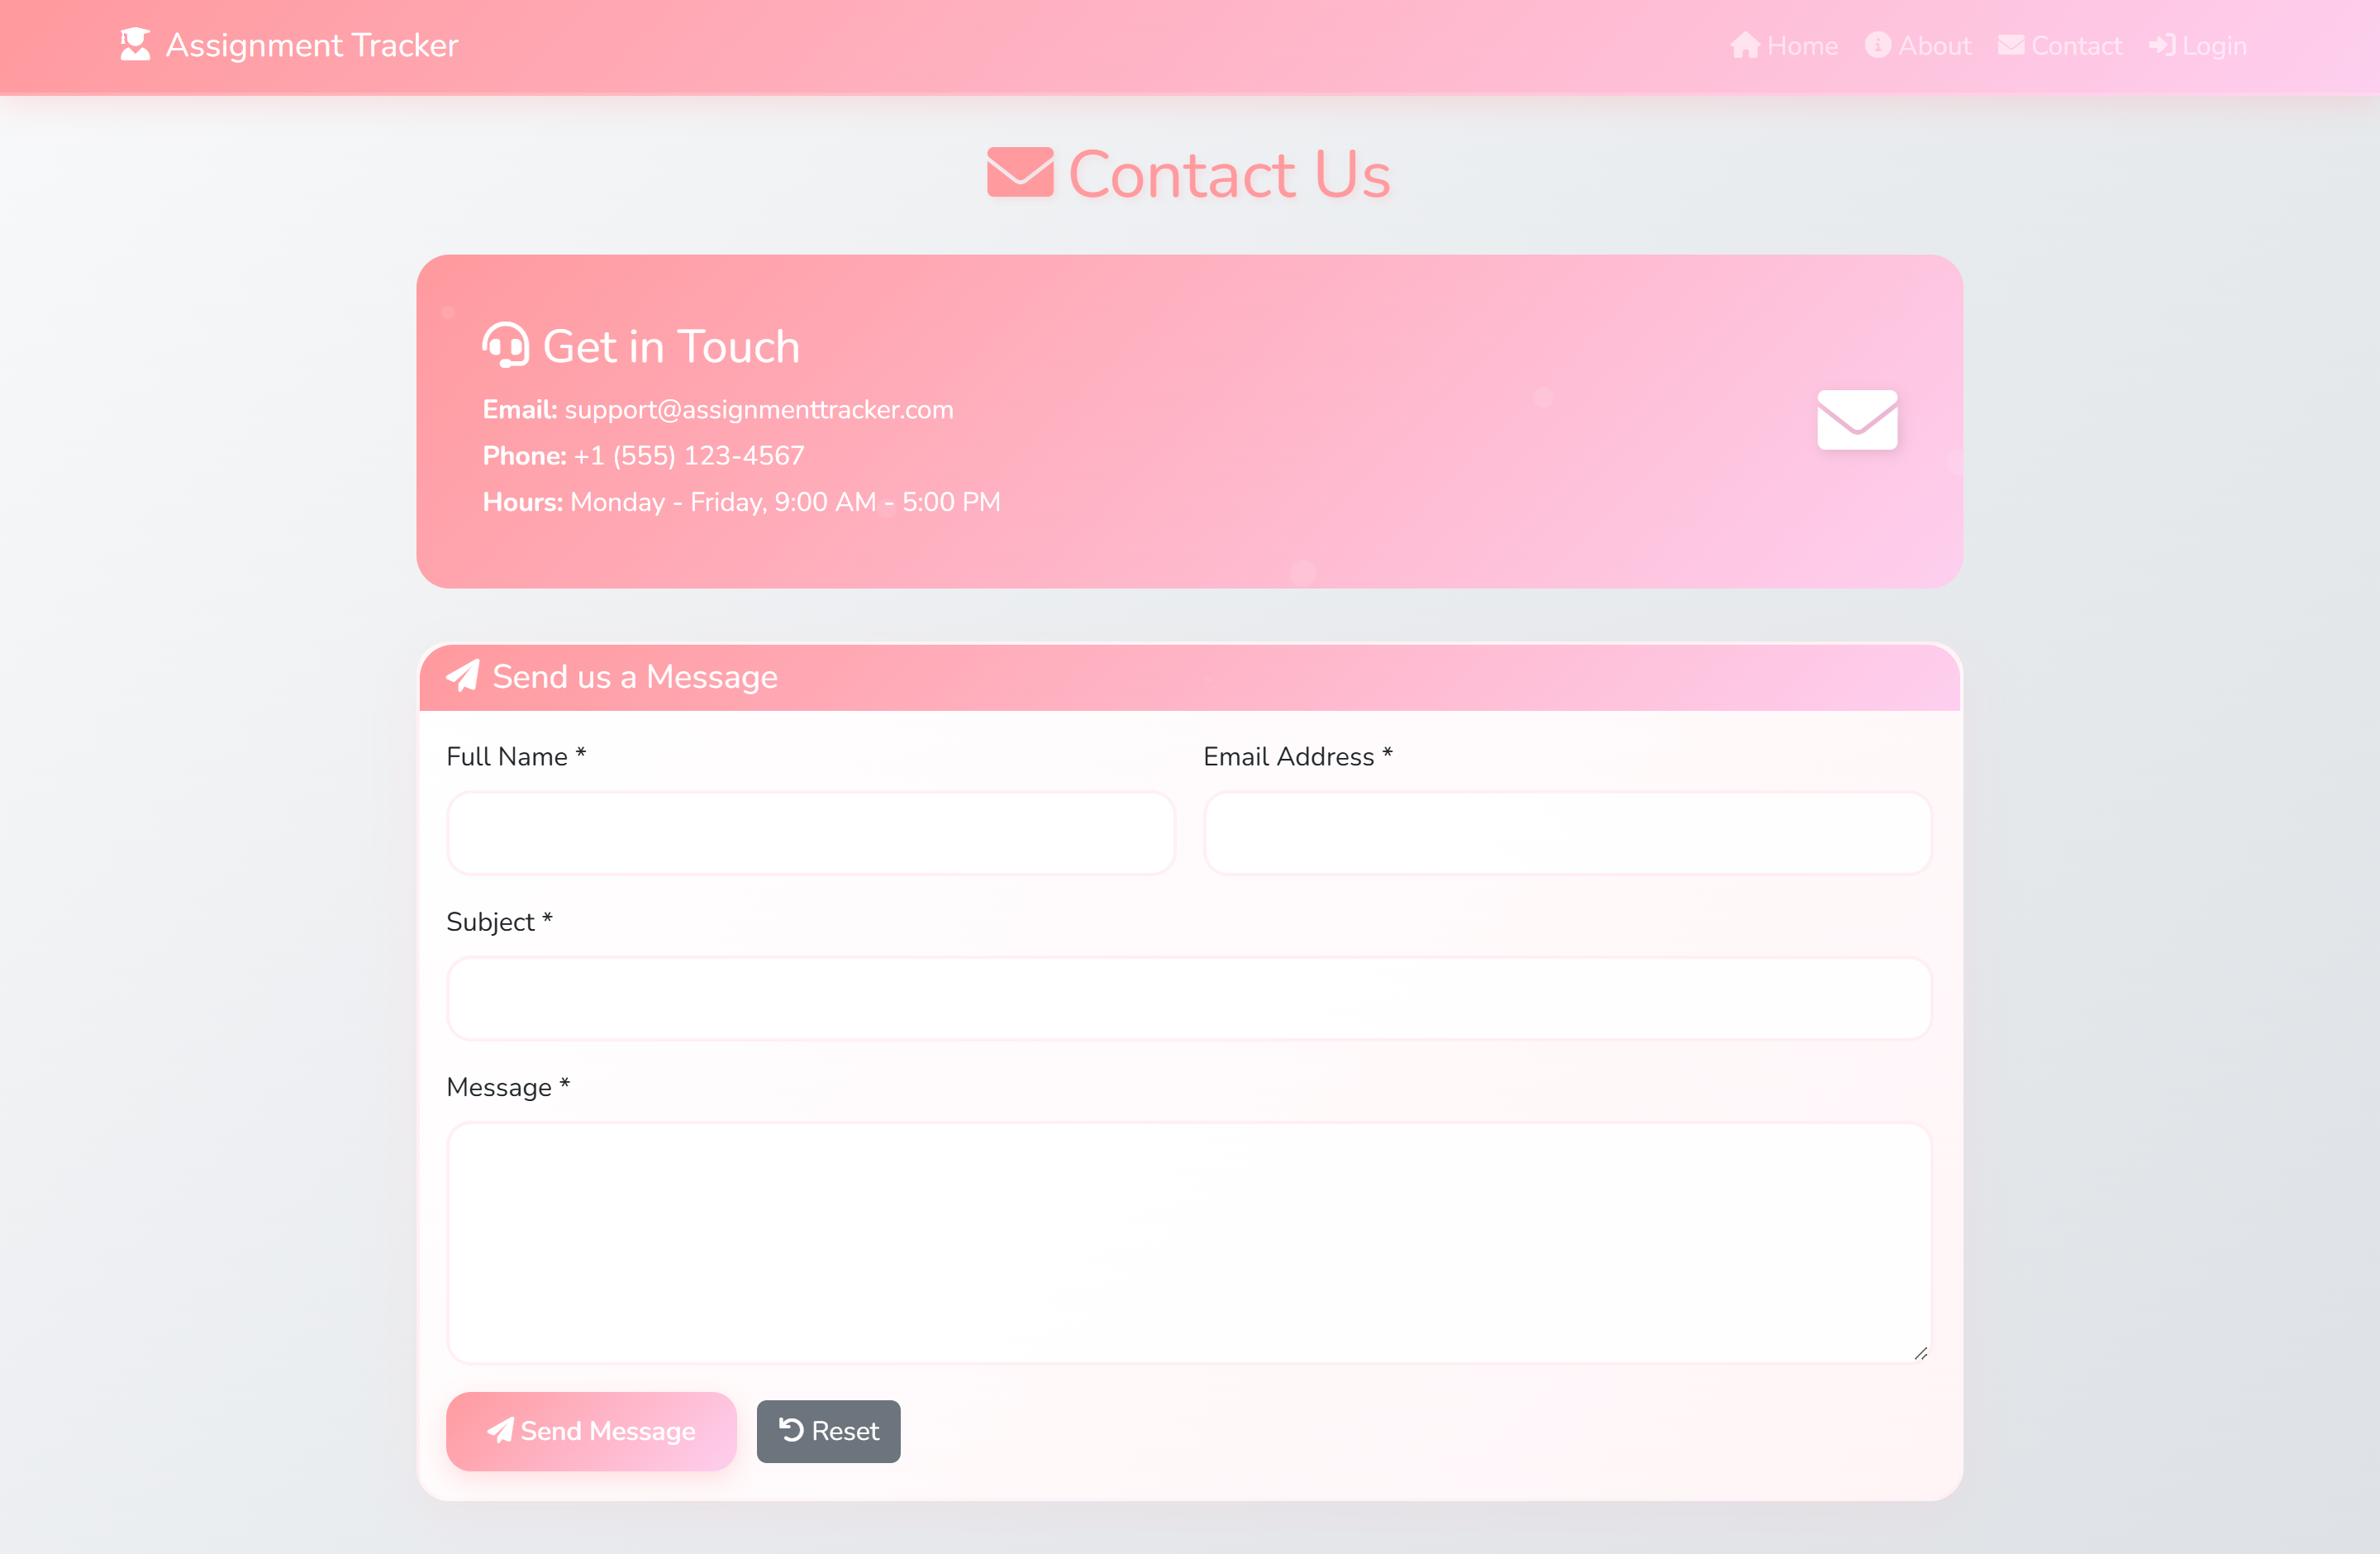 Assignment Tracker
Home About Contact Login
Contact Us
Get in Touch
Email: support@assignmenttracker.com
Phone: +1 (555) 123-4567
Hours: Monday - Friday, 9:00 AM - 5:00 PM
Send us a Message
Full Name *
Email Address *
Subject *
Message *
Send Message
Reset